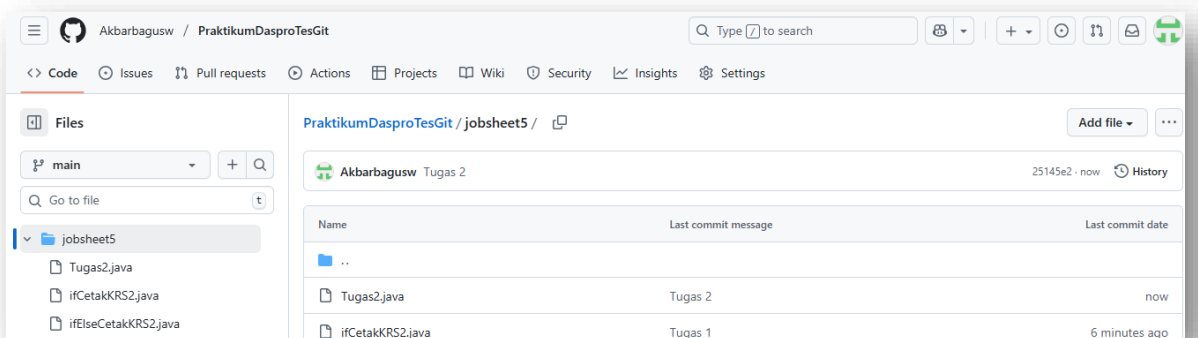 Akbarbagusw / PraktikumDasproTesGit
Type / to search
Code Issues Pull requests Actions Projects Wiki Security Insights Settings
Files
main
Go to file t
jobsheet5
Tugas2.java
ifCetakKRS2.java
ifElseCetakKRS2.java
PraktikumDasproTesGit / jobsheet5 /
Add file
Akbarbagusw Tugas 2 25145e2 · now History
Name Last commit message Last commit date
..
Tugas2.java Tugas 2 now
ifCetakKRS2.java Tugas 1 6 minutes ago